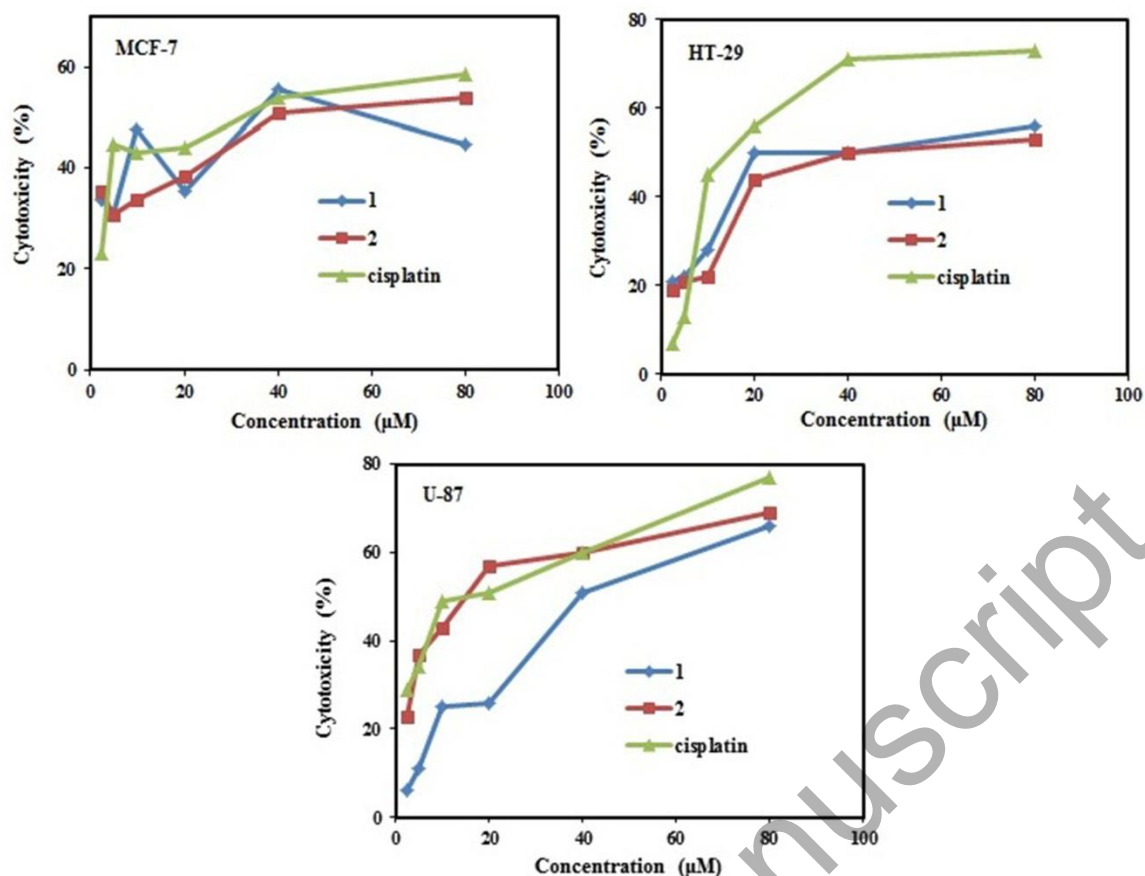 MCF-7
Cytotoxicity (%)
60
40
20
0
1
2
cisplatin
0 20 40 60 80 100
Concentration (µM)
HT-29
Cytotoxicity (%)
80
60
40
20
0
1
2
cisplatin
0 20 40 60 80 100
Concentration (µM)
U-87
Cytotoxicity (%)
80
60
40
20
0
1
2
cisplatin
0 20 40 60 80 100
Concentration (µM)
nuscript